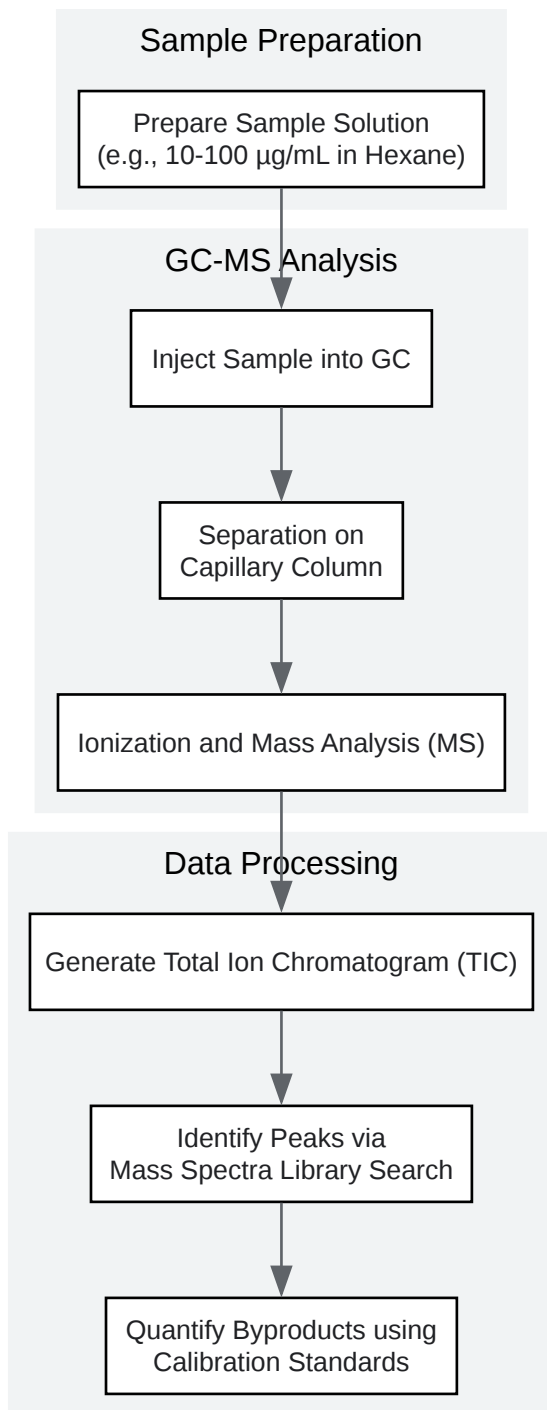 Sample Preparation
Prepare Sample Solution
(e.g., 10-100 µg/mL in Hexane)
GC-MS Analysis
Inject Sample into GC
Separation on
Capillary Column
Ionization and Mass Analysis (MS)
Data Processing
Generate Total Ion Chromatogram (TIC)
Identify Peaks via
Mass Spectra Library Search
Quantify Byproducts using
Calibration Standards